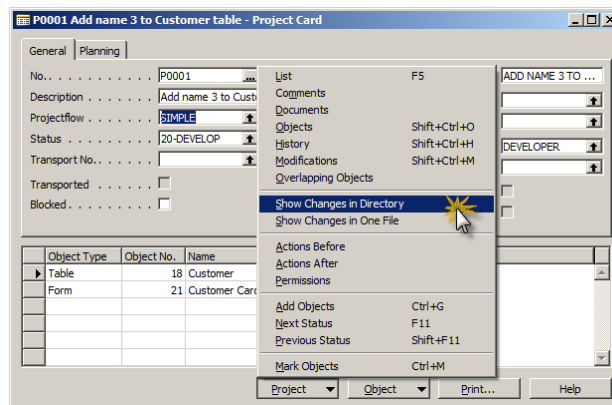 P0001 Add name 3 to Customer table - Project Card
General Planning
No. . . . . . . . . . . . P0001 ... ADD NAME 3 TO ...
Description . . . . . . . Add name 3 to Cust
Projectflow . . . . . . . SIMPLE
Status . . . . . . . . . 20-DEVELOP DEVELOPER
Transport No. . . . . . .
Transported . . . . . .
Blocked. . . . . . . . .
List F5
Comments
Documents
Objects Shift+Ctrl+O
History Shift+Ctrl+H
Modifications Shift+Ctrl+M
Overlapping Objects
Show Changes in Directory
Show Changes in One File
Actions Before
Actions After
Permissions
Add Objects Ctrl+G
Next Status F11
Previous Status Shift+F11
Mark Objects Ctrl+M
Object Type Object No. Name
Table 18 Customer
Form 21 Customer Card
Project Object Print... Help